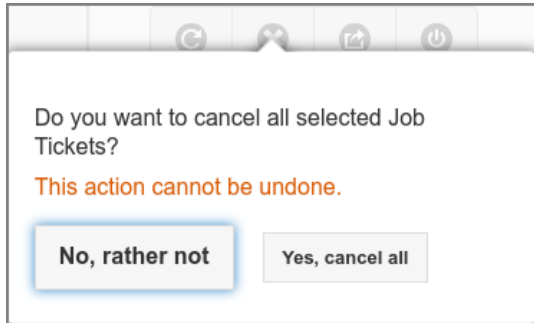 Do you want to cancel all selected Job
Tickets?
This action cannot be undone.
No, rather not
Yes, cancel all